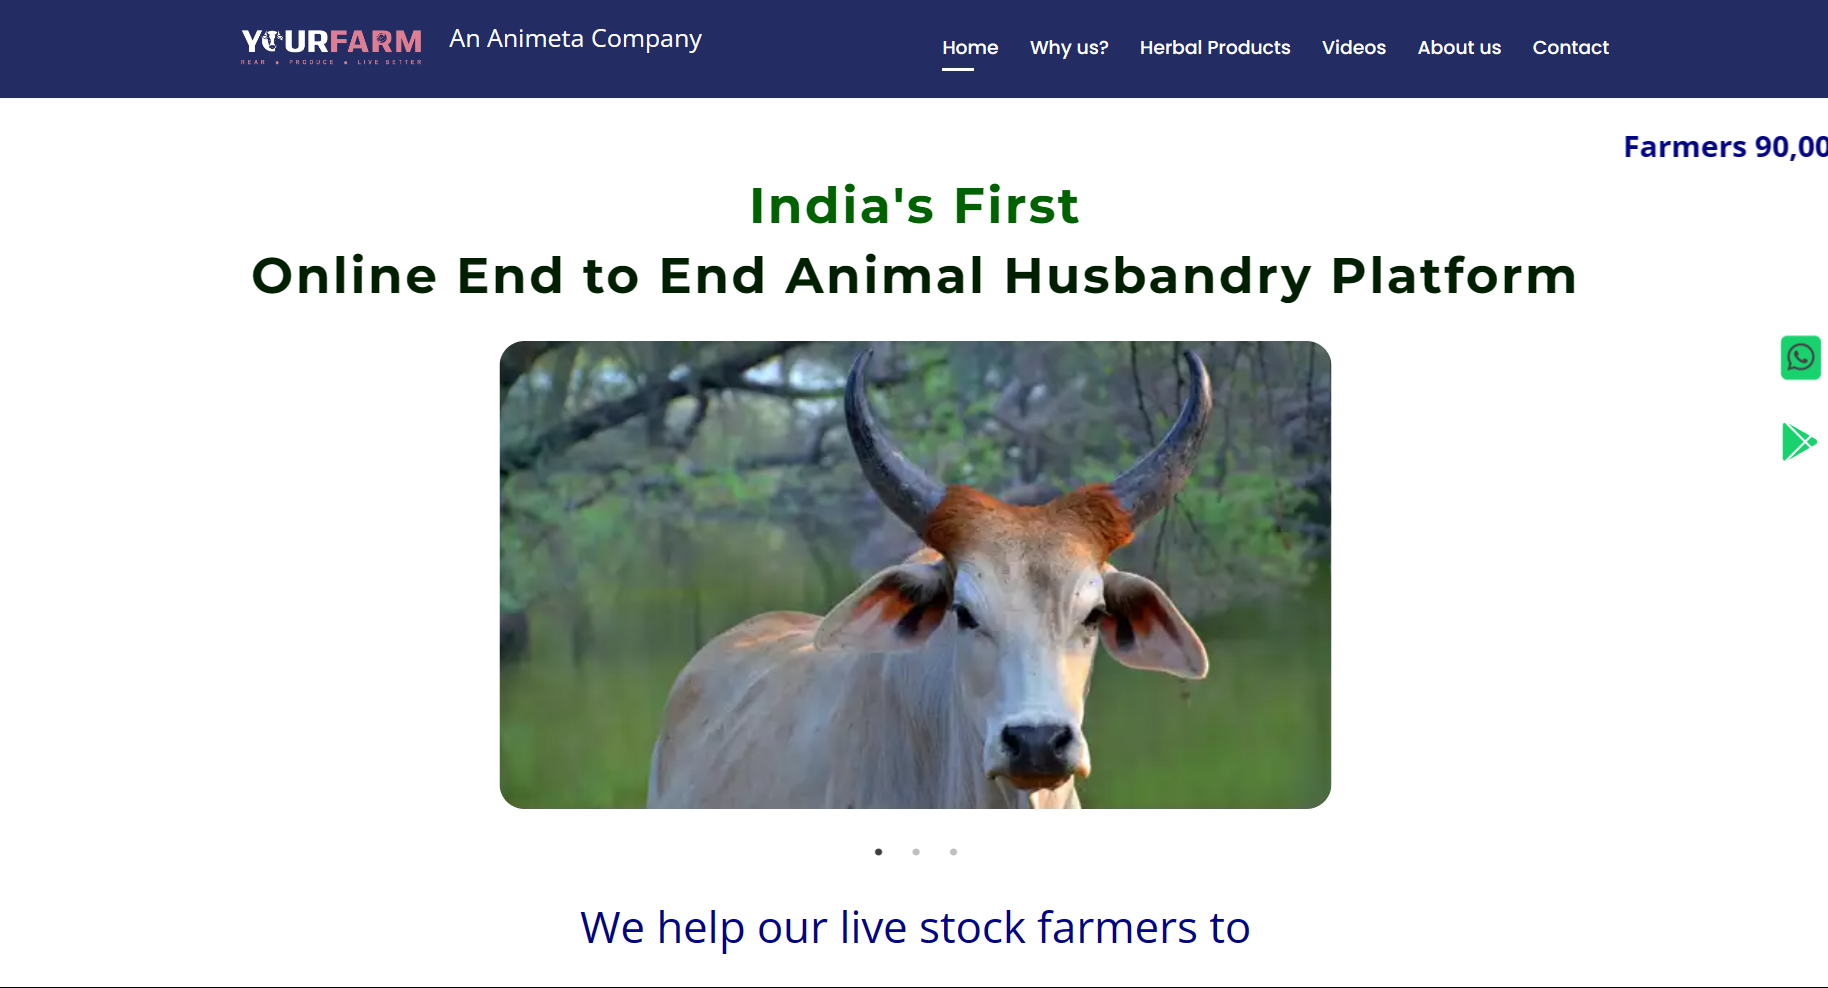 YOURFARM
REAR • PRODUCE • LIVE BETTER
An Animeta Company
Home Why us? Herbal Products Videos About us Contact
Farmers 90,00
India's First
Online End to End Animal Husbandry Platform
We help our live stock farmers to